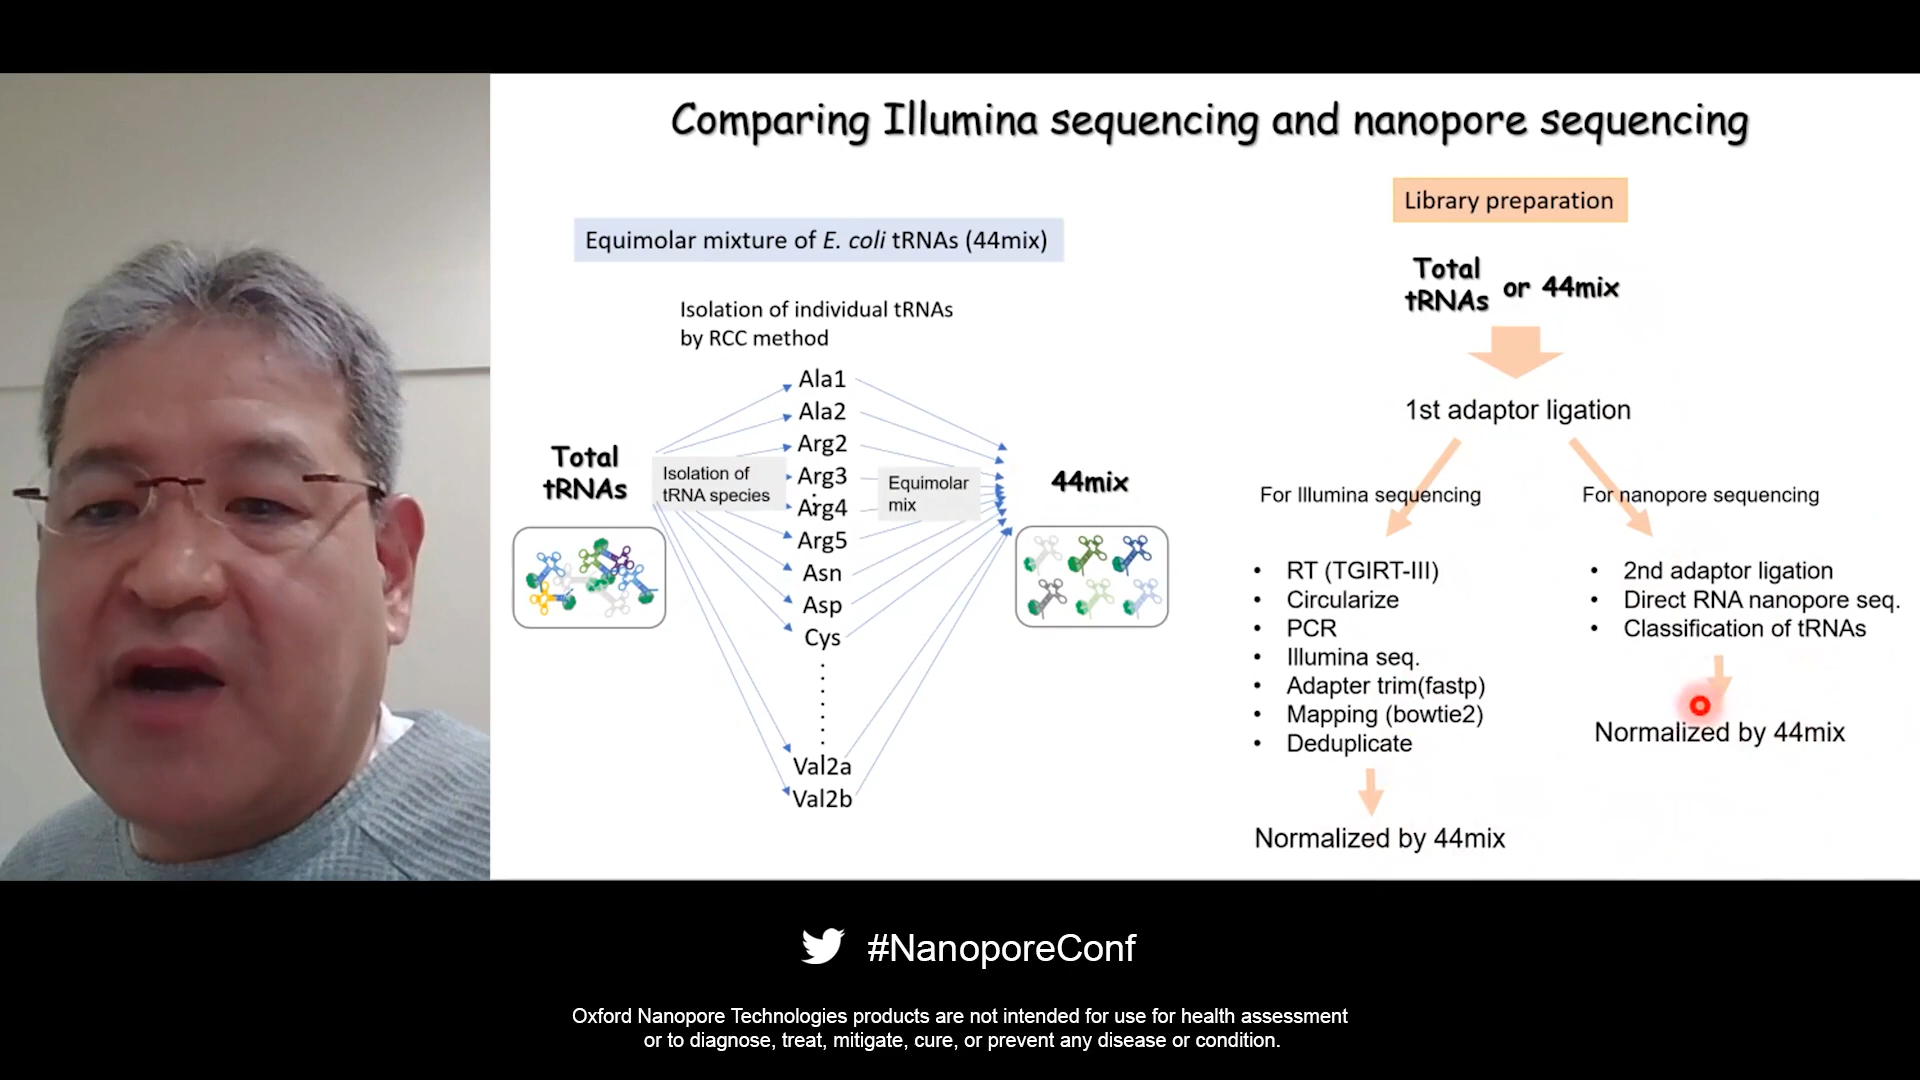 Comparing Illumina sequencing and nanopore sequencing
Equimolar mixture of E. coli tRNAs (44mix)
Isolation of individual tRNAs
by RCC method
Total
tRNAs
Isolation of
tRNA species
Ala1
Ala2
Arg2
Arg3
Arg4
Arg5
Asn
Asp
Cys
Val2a
Val2b
Equimolar
mix
44mix
Library preparation
Total
tRNAs or 44mix
1st adaptor ligation
For Illumina sequencing
• RT (TGIRT-III)
• Circularize
• PCR
• Illumina seq.
• Adapter trim(fastp)
• Mapping (bowtie2)
• Deduplicate
Normalized by 44mix
For nanopore sequencing
• 2nd adaptor ligation
• Direct RNA nanopore seq.
• Classification of tRNAs
Normalized by 44mix
#NanoporeConf
Oxford Nanopore Technologies products are not intended for use for health assessment
or to diagnose, treat, mitigate, cure, or prevent any disease or condition.